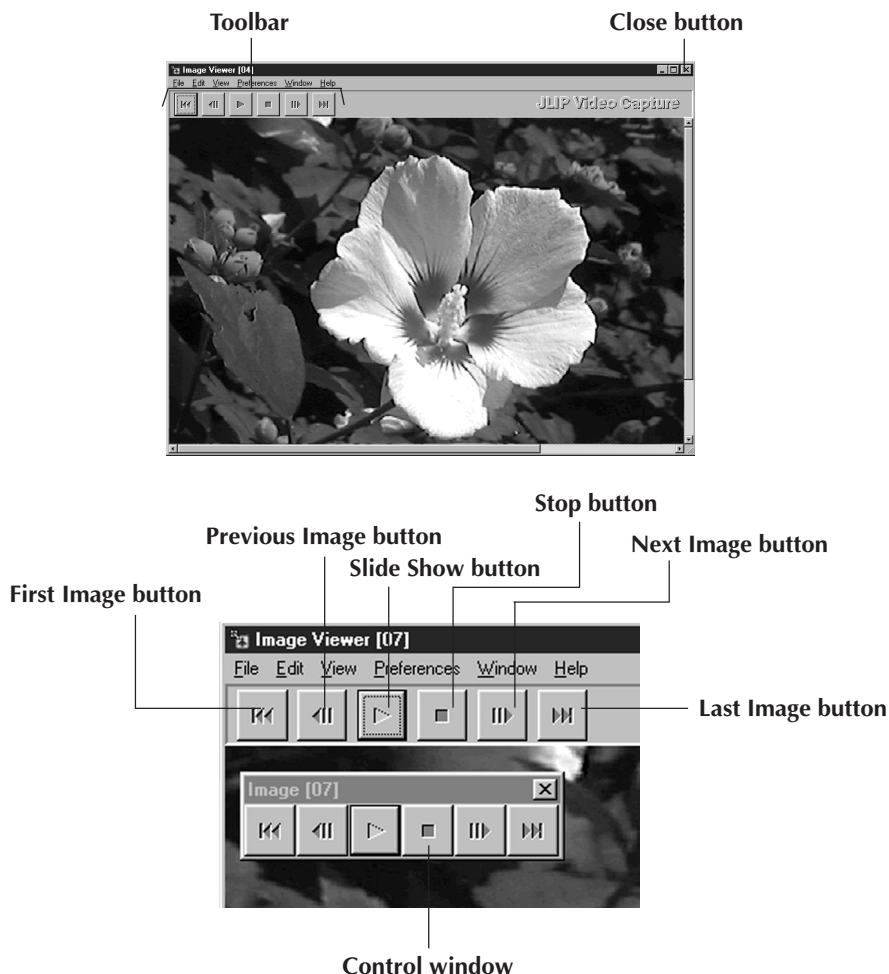 Toolbar
Close button
Image Viewer [04]
File Edit View Preferences Window Help
JLIP Video Capture
Stop button
Previous Image button
Next Image button
Slide Show button
First Image button
Image Viewer [07]
File Edit View Preferences Window Help
Last Image button
Image [07]
Control window